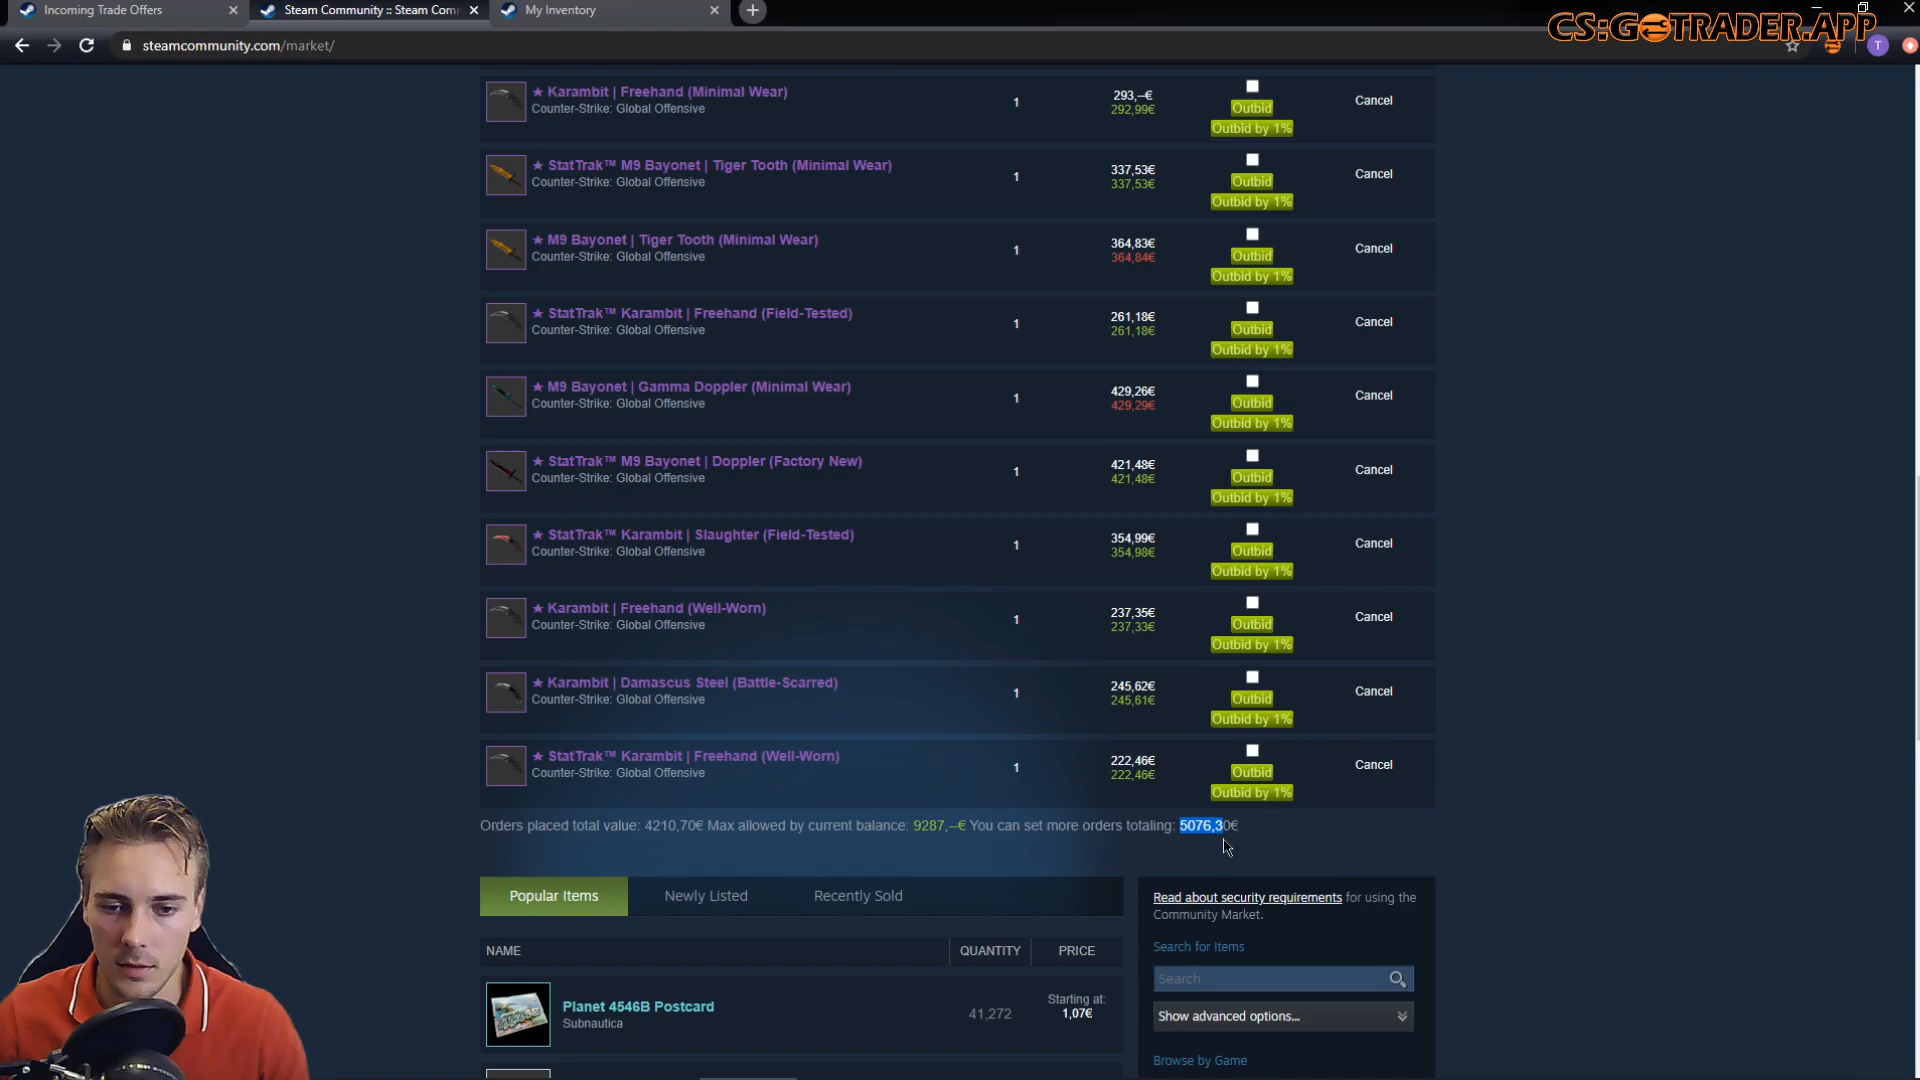 Incoming Trade Offers
Steam Community :: Steam Com
My Inventory
steamcommunity.com/market/
CS:GOTRADER.APP
T
★ Karambit | Freehand (Minimal Wear)
Counter-Strike: Global Offensive
1
293,--€
292,99€
Outbid
Outbid by 1%
Cancel
★ StatTrak™ M9 Bayonet | Tiger Tooth (Minimal Wear)
Counter-Strike: Global Offensive
1
337,53€
337,53€
Outbid
Outbid by 1%
Cancel
★ M9 Bayonet | Tiger Tooth (Minimal Wear)
Counter-Strike: Global Offensive
1
364,83€
364,84€
Outbid
Outbid by 1%
Cancel
★ StatTrak™ Karambit | Freehand (Field-Tested)
Counter-Strike: Global Offensive
1
261,18€
261,18€
Outbid
Outbid by 1%
Cancel
★ M9 Bayonet | Gamma Doppler (Minimal Wear)
Counter-Strike: Global Offensive
1
429,26€
429,29€
Outbid
Outbid by 1%
Cancel
★ StatTrak™ M9 Bayonet | Doppler (Factory New)
Counter-Strike: Global Offensive
1
421,48€
421,48€
Outbid
Outbid by 1%
Cancel
★ StatTrak™ Karambit | Slaughter (Field-Tested)
Counter-Strike: Global Offensive
1
354,99€
354,98€
Outbid
Outbid by 1%
Cancel
★ Karambit | Freehand (Well-Worn)
Counter-Strike: Global Offensive
1
237,35€
237,33€
Outbid
Outbid by 1%
Cancel
★ Karambit | Damascus Steel (Battle-Scarred)
Counter-Strike: Global Offensive
1
245,62€
245,61€
Outbid
Outbid by 1%
Cancel
★ StatTrak™ Karambit | Freehand (Well-Worn)
Counter-Strike: Global Offensive
1
222,46€
222,46€
Outbid
Outbid by 1%
Cancel
Orders placed total value: 4210,70€ Max allowed by current balance: 9287,--€ You can set more orders totaling: 5076,30€
Popular Items
Newly Listed
Recently Sold
NAME
QUANTITY
PRICE
Planet 4546B Postcard
Subnautica
41,272
Starting at:
1,07€
Read about security requirements for using the
Community Market.
Search for Items
Search
Show advanced options...
Browse by Game